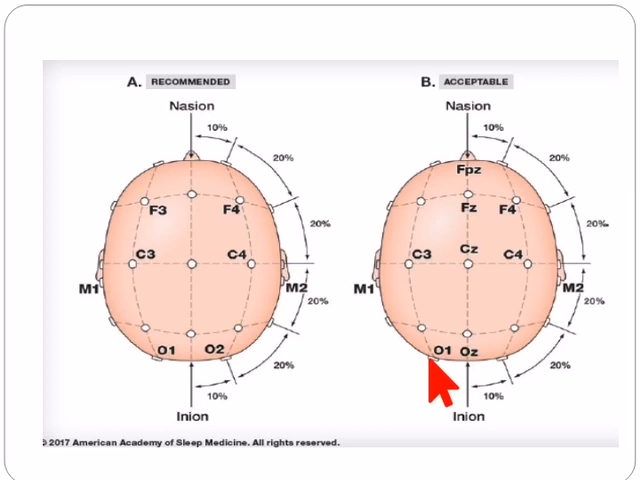 A. RECOMMENDED
Nasion
10%
20%
20%
F3 F4
C3 C4
M1 M2
20%
O1 O2
20%
10%
Inion
B. ACCEPTABLE
Nasion
10%
20%
Fpz
20%
Fz F4
Cz
C3 C4
M1 M2
20%
O1 Oz
20%
10%
Inion
© 2017 American Academy of Sleep Medicine. All rights reserved.